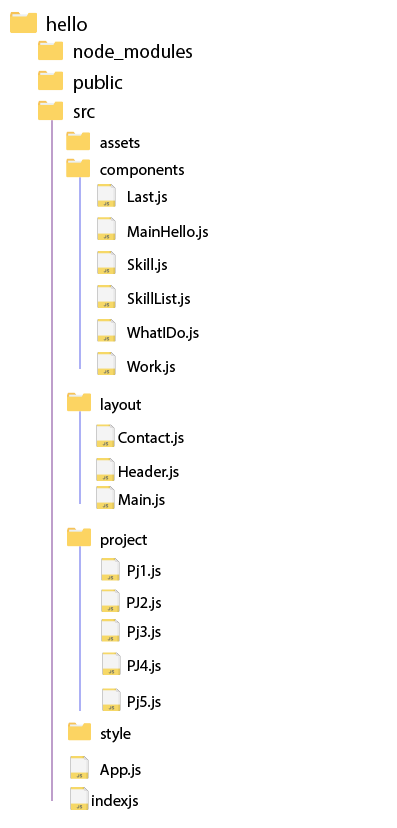 hello
node_modules
public
src
assets
components
Last.js
MainHello.js
Skill.js
SkillList.js
WhatIDo.js
Work.js
layout
Contact.js
Header.js
Main.js
project
Pj1.js
PJ2.js
Pj3.js
PJ4.js
Pj5.js
style
App.js
indexjs